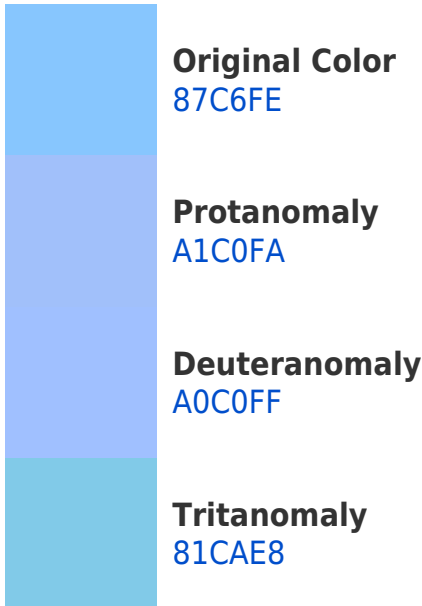 Original Color
87C6FE
Protanomaly
A1C0FA
Deuteranomaly
A0C0FF
Tritanomaly
81CAE8